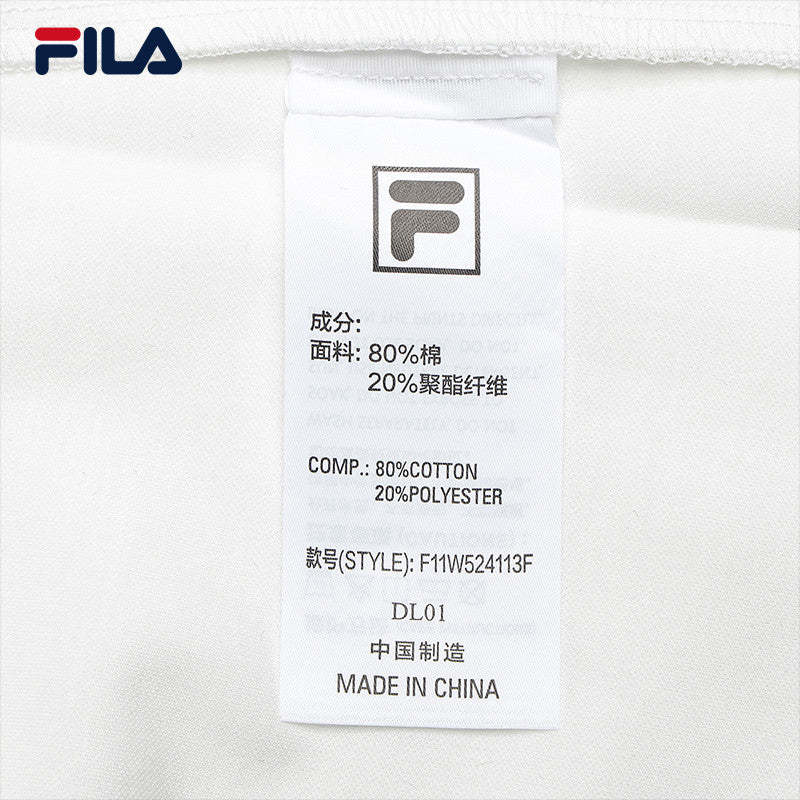 FILA
成分:
面料: 80%棉
20%聚酯纤维
COMP.: 80%COTTON
20%POLYESTER
款号(STYLE): F11W524113F
DL01
中国制造
MADE IN CHINA